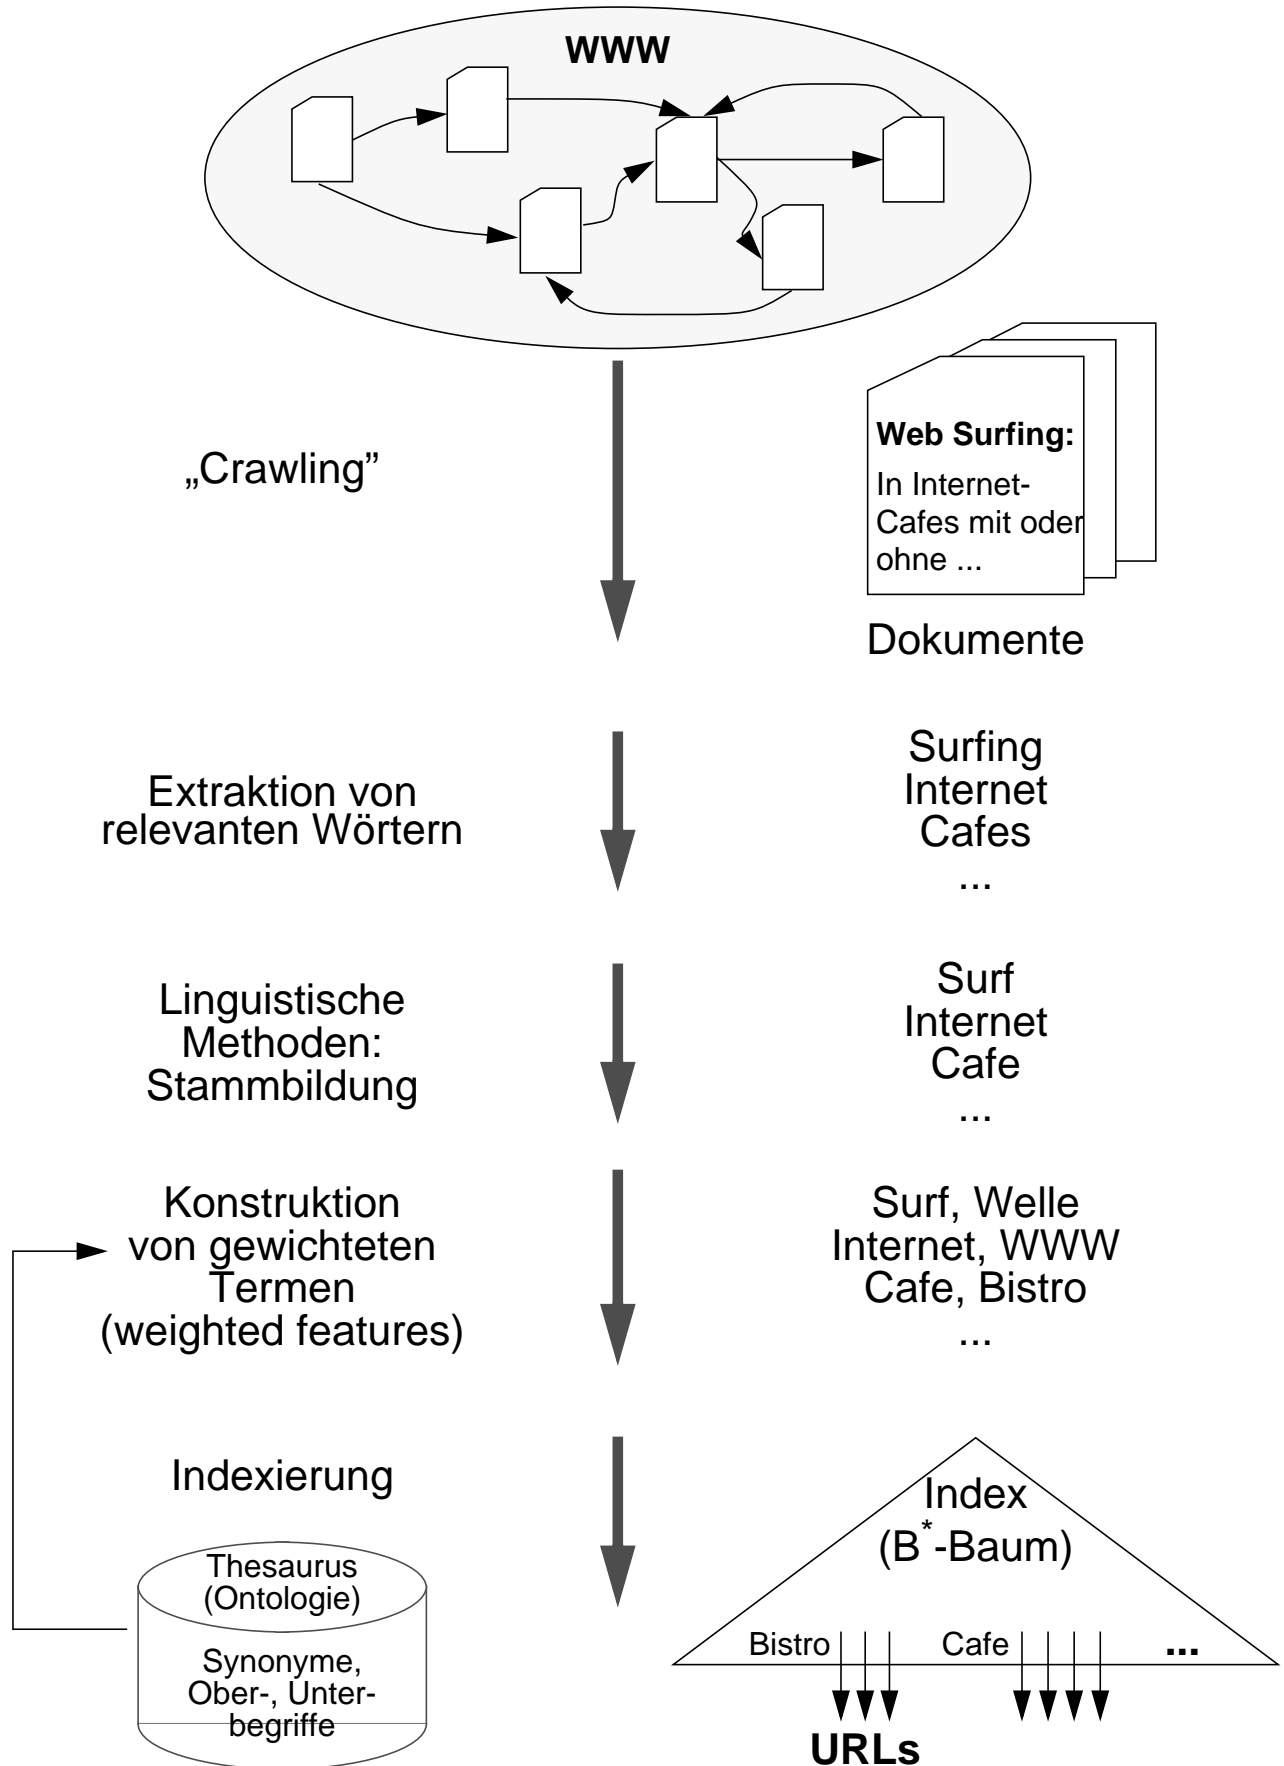 WWW
„Crawling”
Web Surfing:
In Internet-
Cafes mit oder
ohne ...
Dokumente
Extraktion von
relevanten Wörtern
Surfing
Internet
Cafes
...
Linguistische
Methoden:
Stammbildung
Surf
Internet
Cafe
...
Konstruktion
von gewichteten
Termen
(weighted features)
Surf, Welle
Internet, WWW
Cafe, Bistro
...
Indexierung
Index
(B*-Baum)
Thesaurus
(Ontologie)
Synonyme,
Ober-, Unter-
begriffe
Bistro Cafe ...
URLs